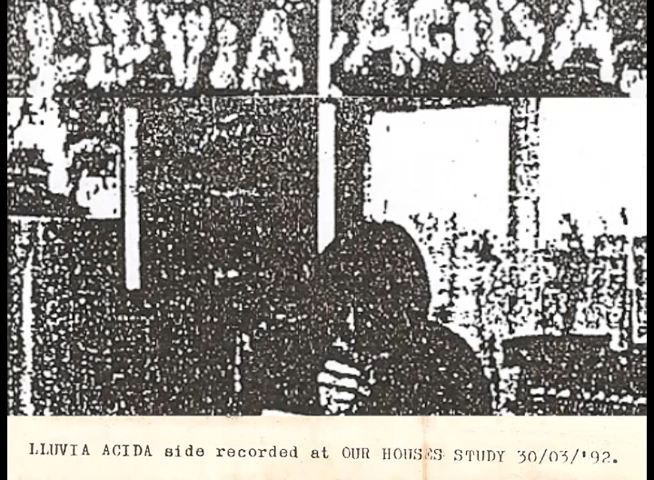 LLUVIA ACIDA
LLUVIA ACIDA side recorded at OUR HOUSES STUDY 30/03/'92.